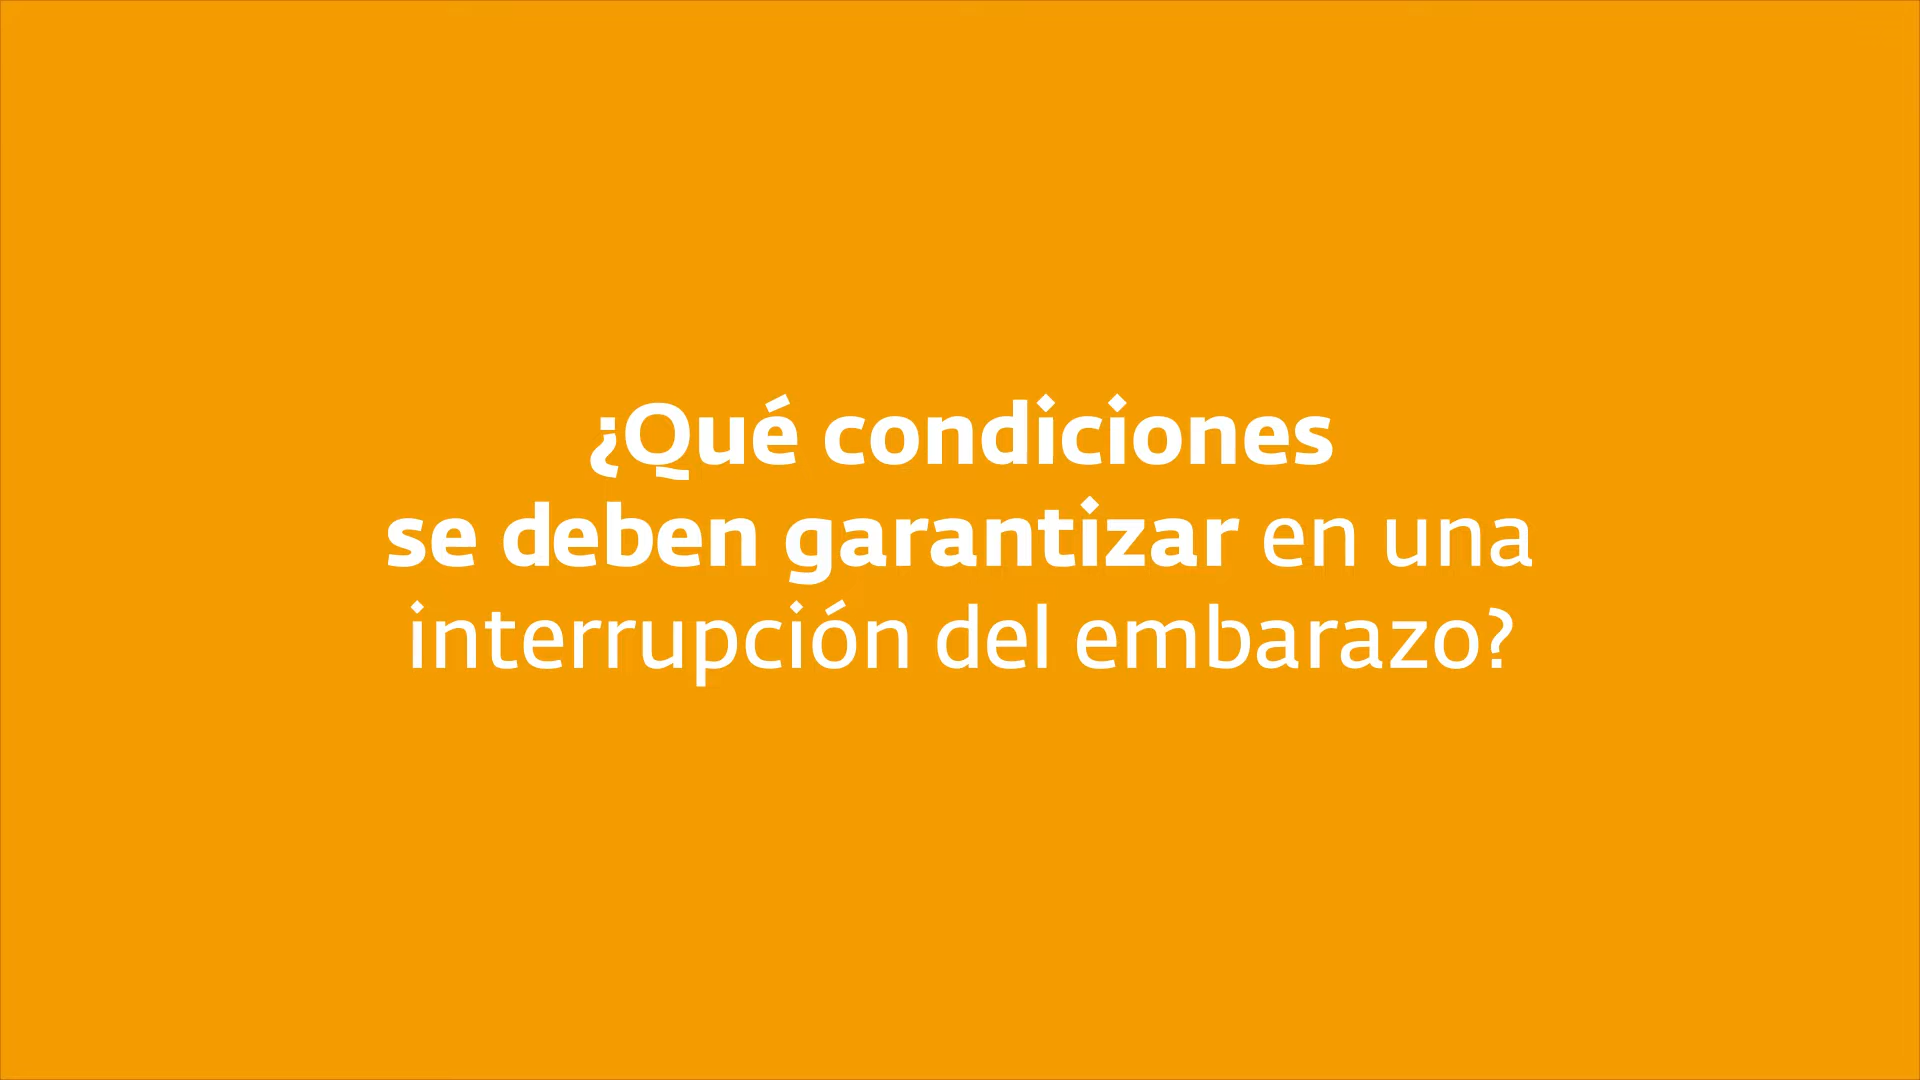 ¿Qué condiciones
se deben garantizar en una
interrupción del embarazo?